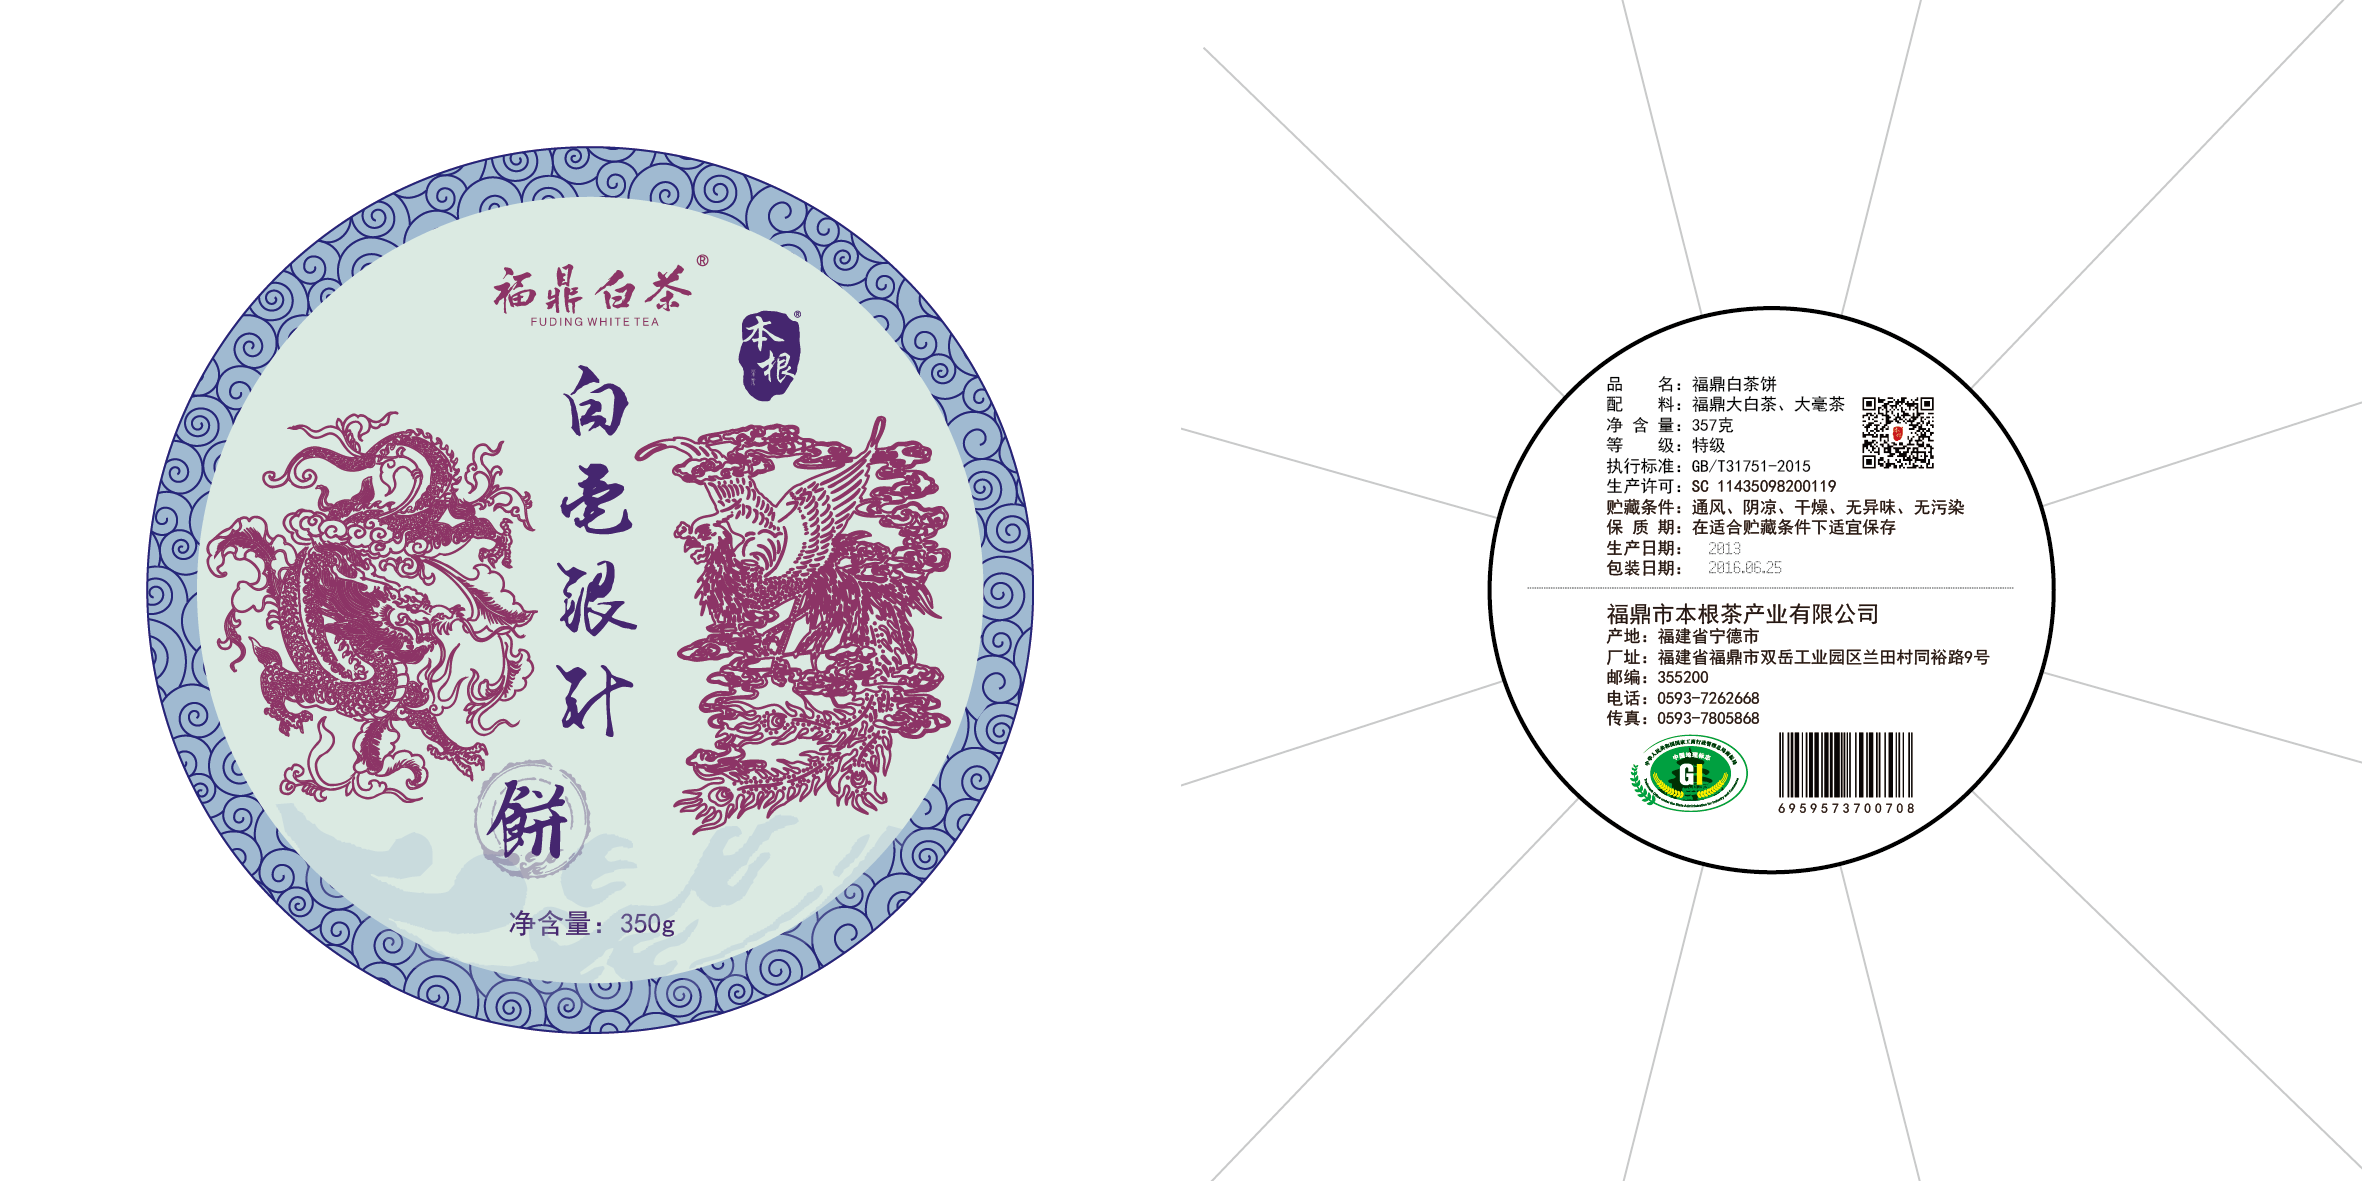 福鼎白茶®
FUDING WHITE TEA
本根®
白毫银针
餅
净含量：350g
品 名：福鼎白茶饼
配 料：福鼎大白茶、大毫茶
净 含 量：357克
等 级：特级
执行标准：GB/T31751-2015
生产许可：SC 11435098200119
贮藏条件：通风、阴凉、干燥、无异味、无污染
保 质 期：在适合贮藏条件下适宜保存
生产日期： 2013
包装日期： 2016.06.25
福鼎市本根茶产业有限公司
产地：福建省宁德市
厂址：福建省福鼎市双岳工业园区兰田村同裕路9号
邮编：355200
电话：0593-7262668
传真：0593-7805868
GI
6959573700708